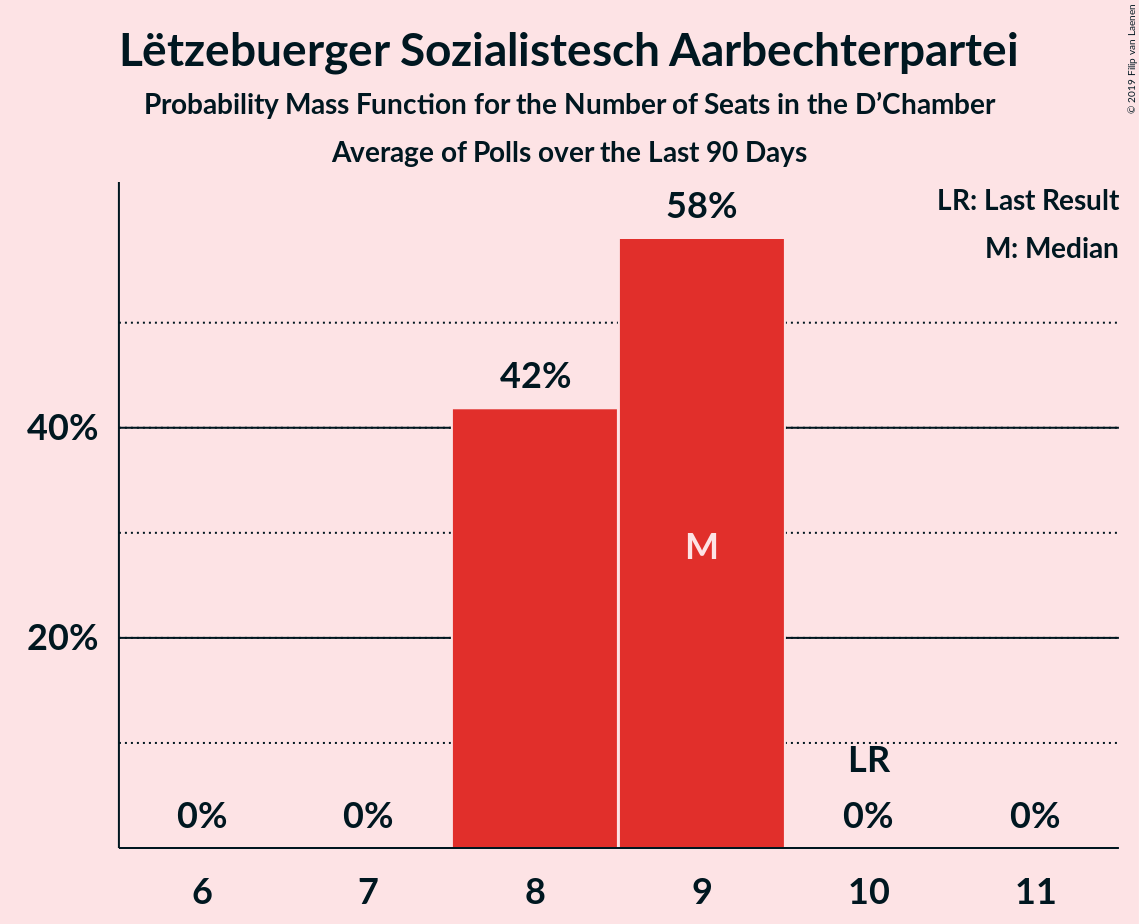 Lëtzebuerger Sozialistesch Aarbechterpartei
Probability Mass Function for the Number of Seats in the D’Chamber
Average of Polls over the Last 90 Days
© 2019 Filip van Laenen
LR: Last Result
M: Median
58%
42%
40%
M
20%
LR
0%
0%
0%
0%
6
7
8
9
10
11